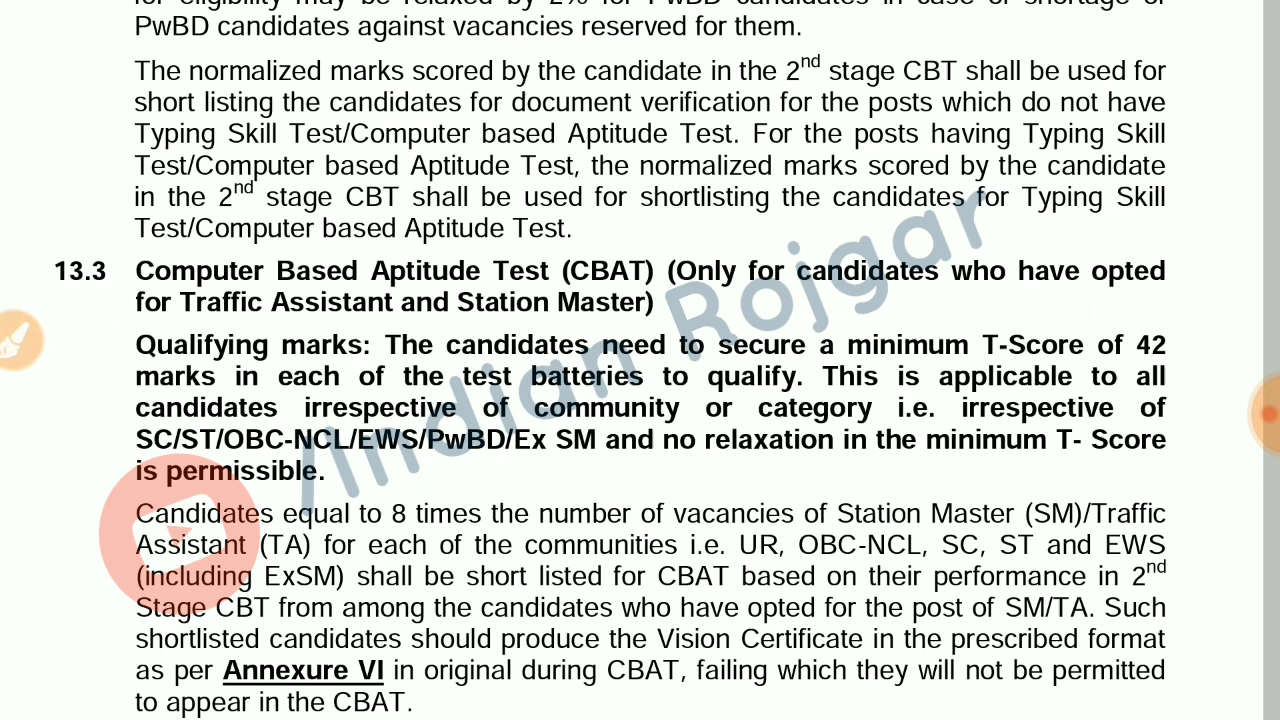 PwBD candidates against vacancies reserved for them.
The normalized marks scored by the candidate in the 2nd stage CBT shall be used for
short listing the candidates for document verification for the posts which do not have
Typing Skill Test/Computer based Aptitude Test. For the posts having Typing Skill
Test/Computer based Aptitude Test, the normalized marks scored by the candidate
in the 2nd stage CBT shall be used for shortlisting the candidates for Typing Skill
Test/Computer based Aptitude Test.
13.3 Computer Based Aptitude Test (CBAT) (Only for candidates who have opted
for Traffic Assistant and Station Master)
Qualifying marks: The candidates need to secure a minimum T-Score of 42
marks in each of the test batteries to qualify. This is applicable to all
candidates irrespective of community or category i.e. irrespective of
SC/ST/OBC-NCL/EWS/PwBD/Ex SM and no relaxation in the minimum T- Score
is permissible.
Candidates equal to 8 times the number of vacancies of Station Master (SM)/Traffic
Assistant (TA) for each of the communities i.e. UR, OBC-NCL, SC, ST and EWS
(including ExSM) shall be short listed for CBAT based on their performance in 2nd
Stage CBT from among the candidates who have opted for the post of SM/TA. Such
shortlisted candidates should produce the Vision Certificate in the prescribed format
as per Annexure VI in original during CBAT, failing which they will not be permitted
to appear in the CBAT.
/Indian Rojgar